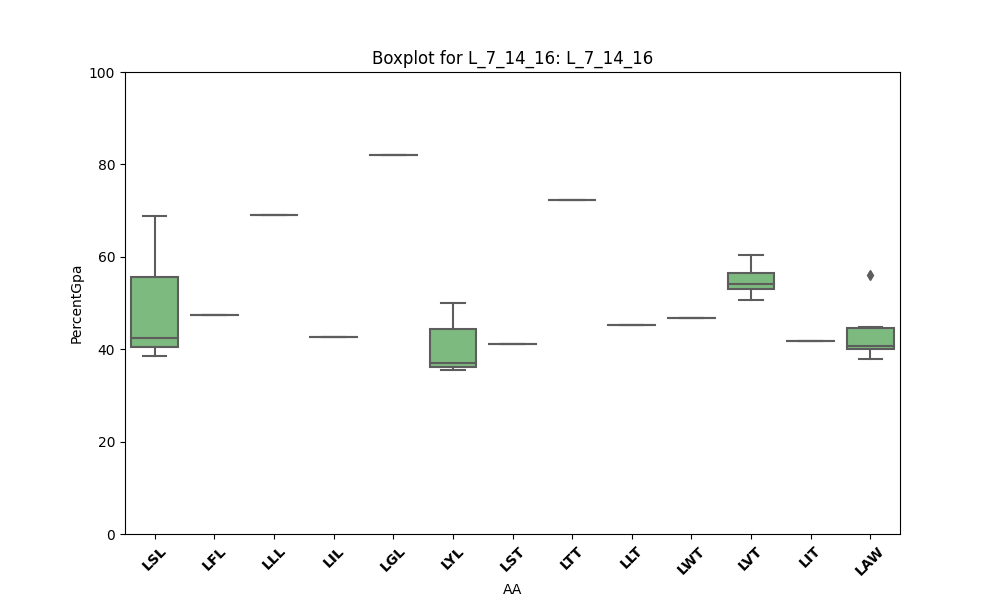 Boxplot for L_7_14_16: L_7_14_16
100
80
60
40
20
0
PercentGpa
LSL LFL LLL LIL LGL LYL LST LTT LLT LWT LVT LIT LAW
AA